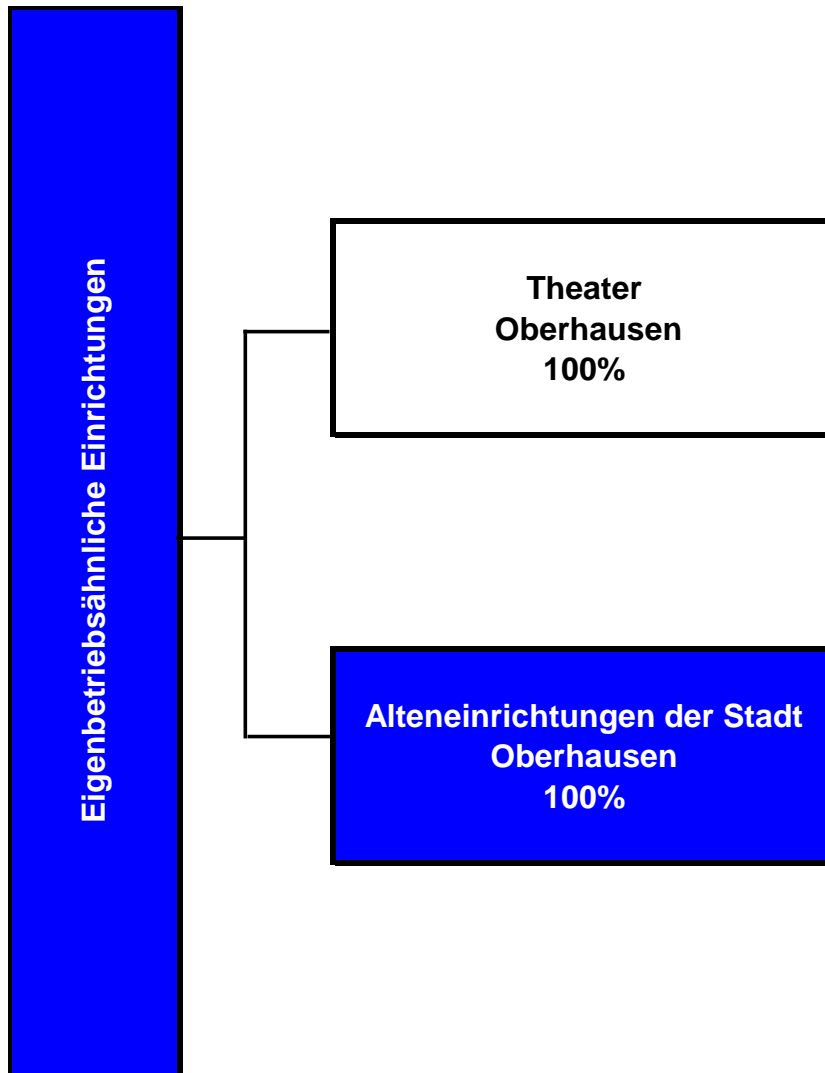 Eigenbetriebsähnliche Einrichtungen
Theater
Oberhausen
100%
Alteneinrichtungen der Stadt
Oberhausen
100%